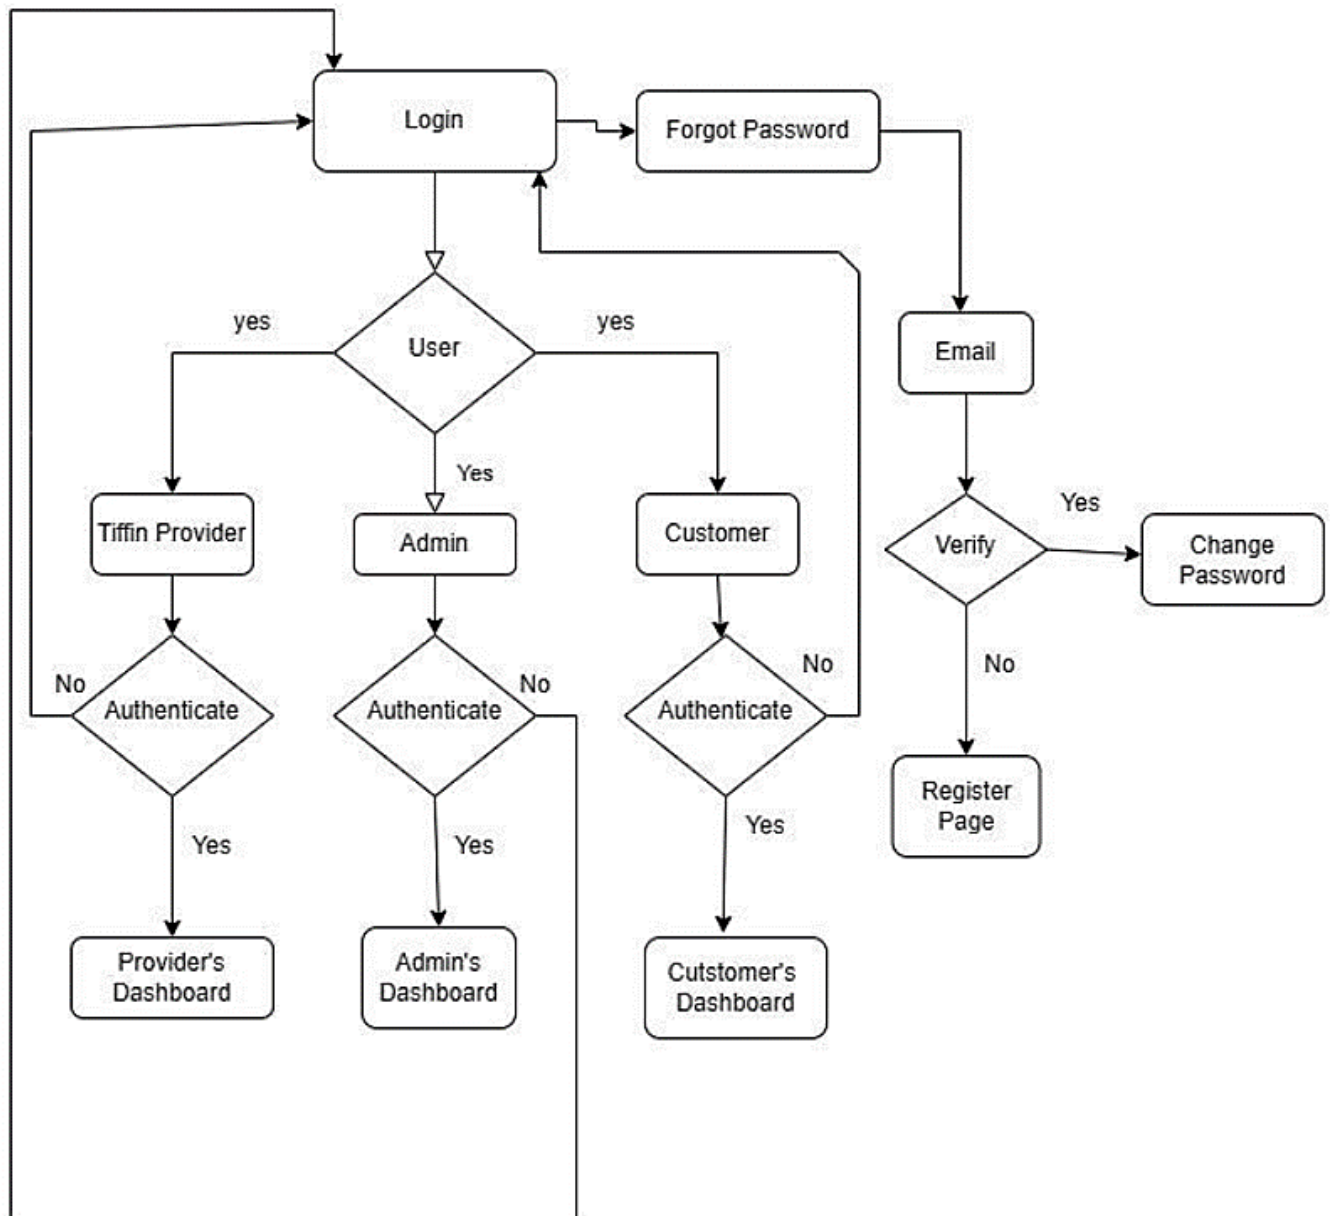 Login
Forgot Password
yes
User
yes
Email
Yes
Tiffin Provider
Admin
Customer
Verify
Yes
Change
Password
No
Authenticate
Authenticate
No
Authenticate
No
No
Yes
Yes
Yes
Register
Page
Provider's
Dashboard
Admin's
Dashboard
Cutstomer's
Dashboard